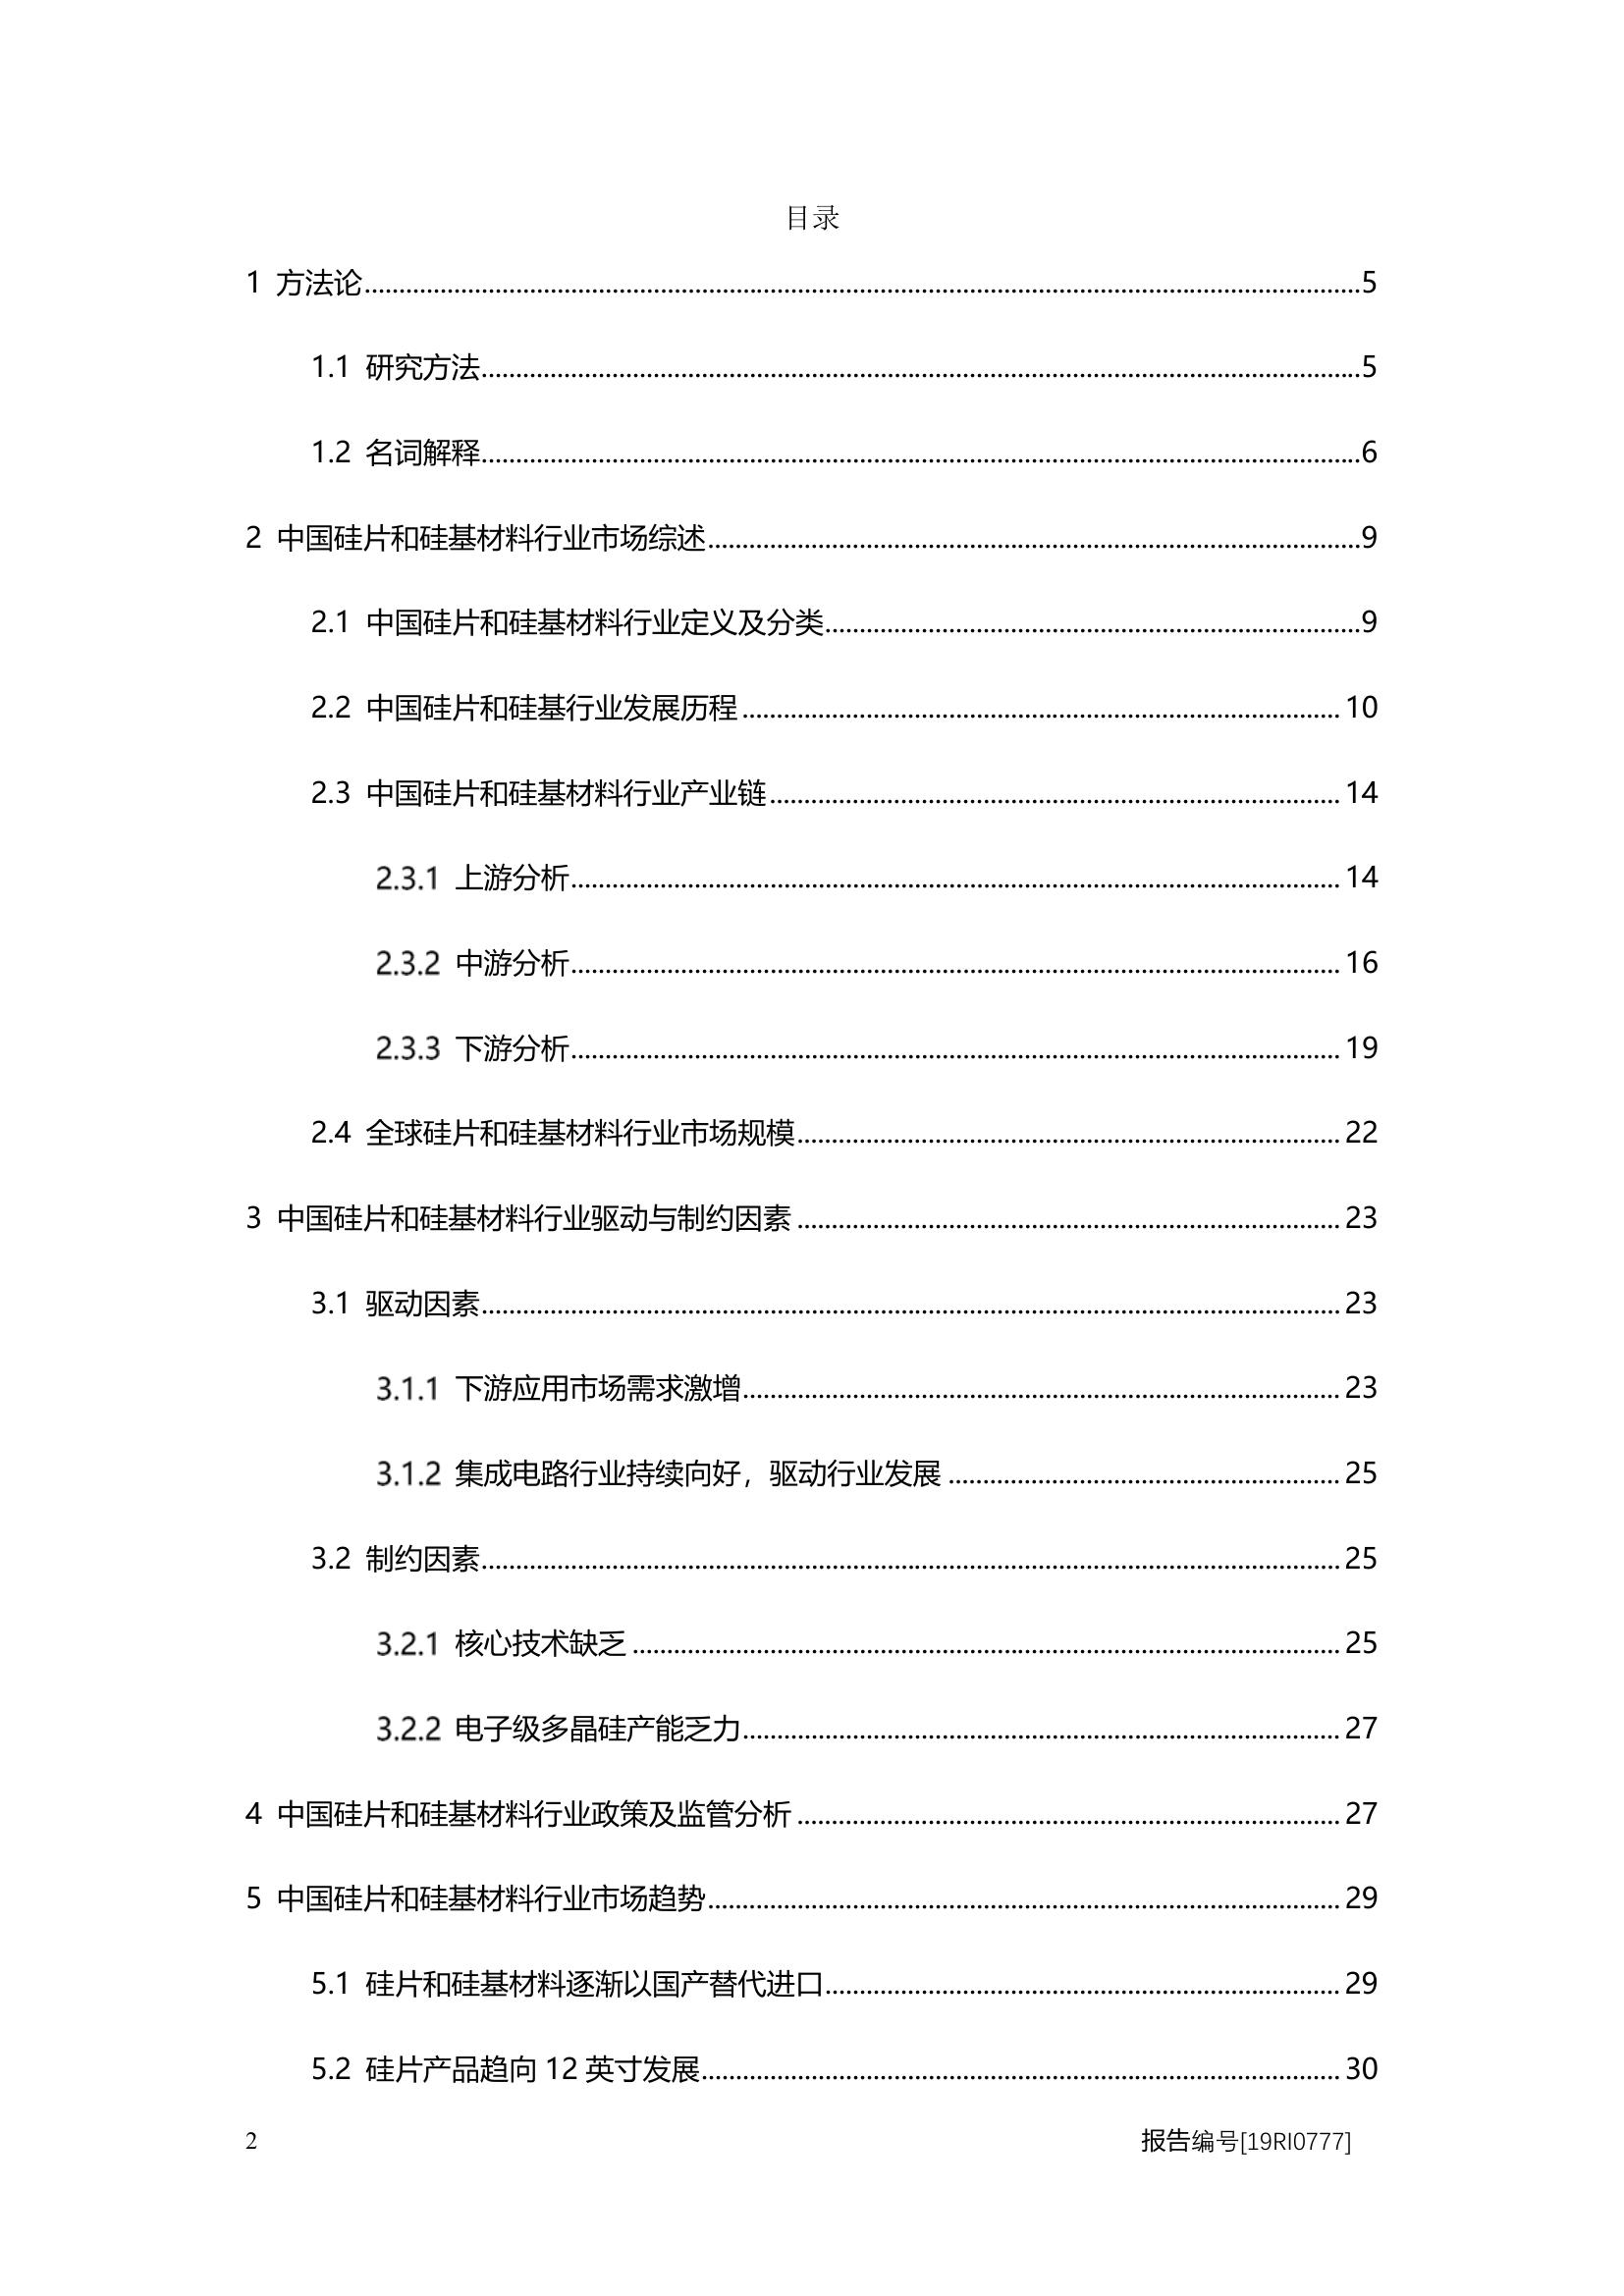 目录
1 方法论....................5
1.1 研究方法....................5
1.2 名词解释....................6
2 中国硅片和硅基材料行业市场综述....................9
2.1 中国硅片和硅基材料行业定义及分类....................9
2.2 中国硅片和硅基行业发展历程....................10
2.3 中国硅片和硅基材料行业产业链....................14
2.3.1 上游分析....................14
2.3.2 中游分析....................16
2.3.3 下游分析....................19
2.4 全球硅片和硅基材料行业市场规模....................22
3 中国硅片和硅基材料行业驱动与制约因素....................23
3.1 驱动因素....................23
3.1.1 下游应用市场需求激增....................23
3.1.2 集成电路行业持续向好，驱动行业发展....................25
3.2 制约因素....................25
3.2.1 核心技术缺乏....................25
3.2.2 电子级多晶硅产能乏力....................27
4 中国硅片和硅基材料行业政策及监管分析....................27
5 中国硅片和硅基材料行业市场趋势....................29
5.1 硅片和硅基材料逐渐以国产替代进口....................29
5.2 硅片产品趋向 12 英寸发展....................30
2 报告编号[19RI0777]